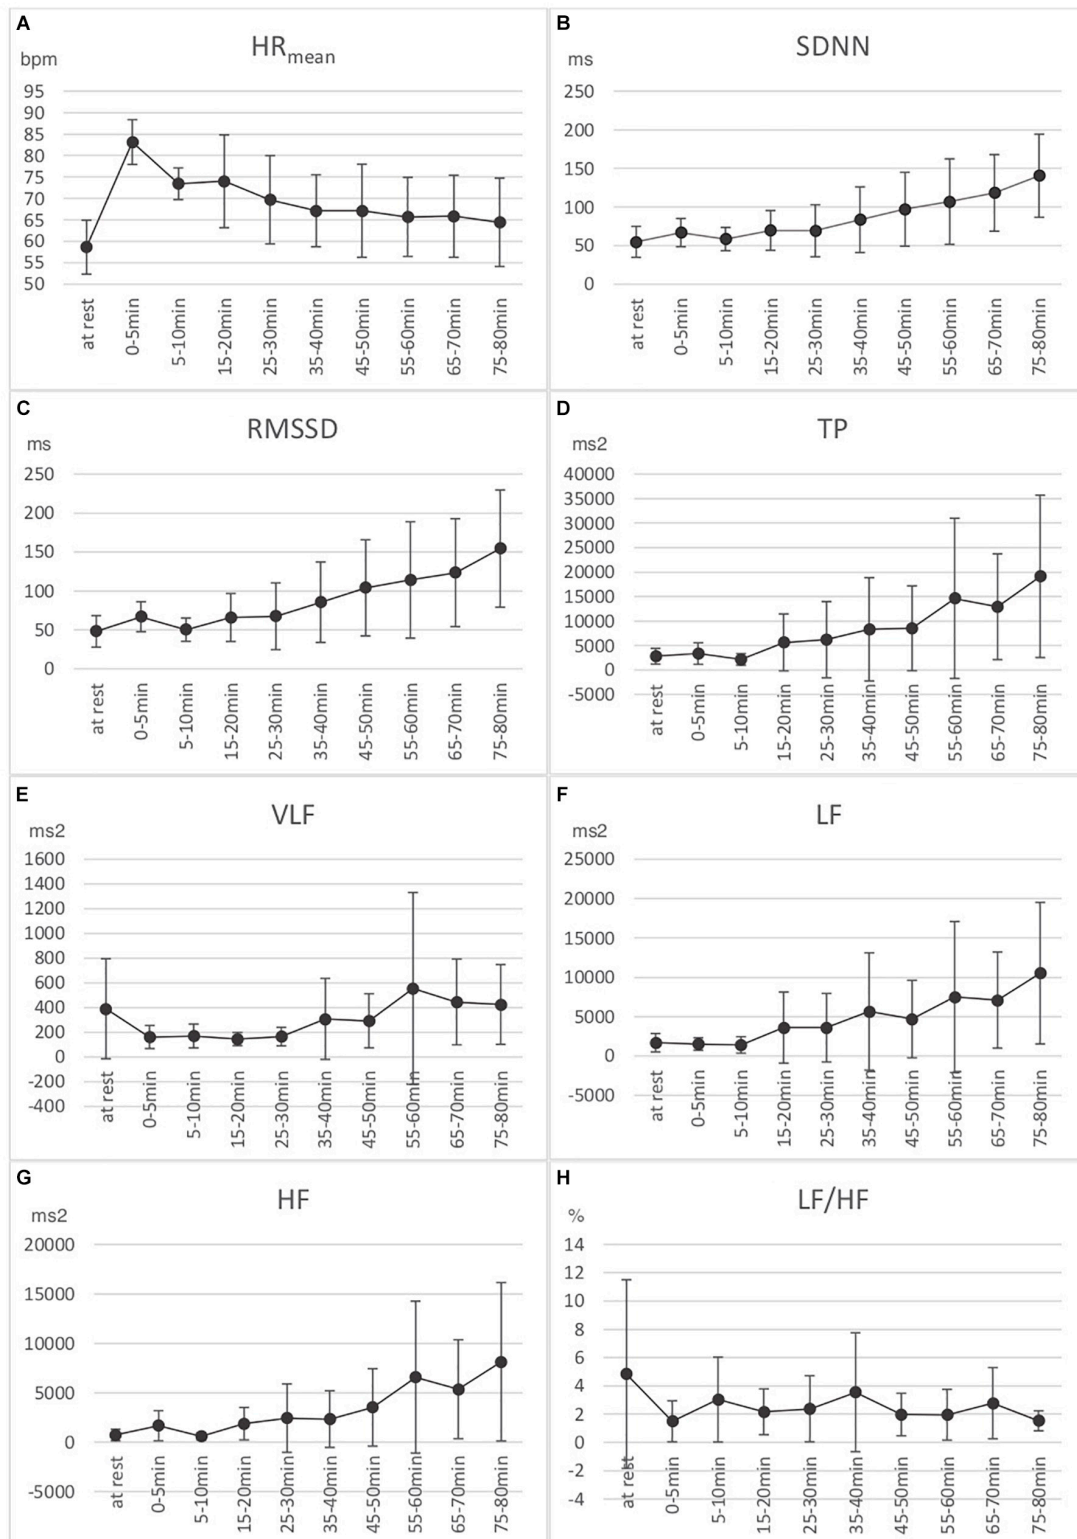 A
HRmean
bpm
95
90
85
80
75
70
65
60
55
50
at rest
0-5min
5-10min
15-20min
25-30min
35-40min
45-50min
55-60min
65-70min
75-80min
B
SDNN
ms
250
200
150
100
50
0
at rest
0-5min
5-10min
15-20min
25-30min
35-40min
45-50min
55-60min
65-70min
75-80min
C
RMSSD
ms
250
200
150
100
50
0
at rest
0-5min
5-10min
15-20min
25-30min
35-40min
45-50min
55-60min
65-70min
75-80min
D
TP
ms2
40000
35000
30000
25000
20000
15000
10000
5000
0
-5000
at rest
0-5min
5-10min
15-20min
25-30min
35-40min
45-50min
55-60min
65-70min
75-80min
E
VLF
ms2
1600
1400
1200
1000
800
600
400
200
0
-200
-400
at rest
0-5min
5-10min
15-20min
25-30min
35-40min
45-50min
55-60min
65-70min
75-80min
F
LF
ms2
25000
20000
15000
10000
5000
0
-5000
at rest
0-5min
5-10min
15-20min
25-30min
35-40min
45-50min
55-60min
65-70min
75-80min
G
HF
ms2
20000
15000
10000
5000
0
-5000
at rest
0-5min
5-10min
15-20min
25-30min
35-40min
45-50min
55-60min
65-70min
75-80min
H
LF/HF
%
14
12
10
8
6
4
2
0
-2
-4
at rest
0-5min
5-10min
15-20min
25-30min
35-40min
45-50min
55-60min
65-70min
75-80min